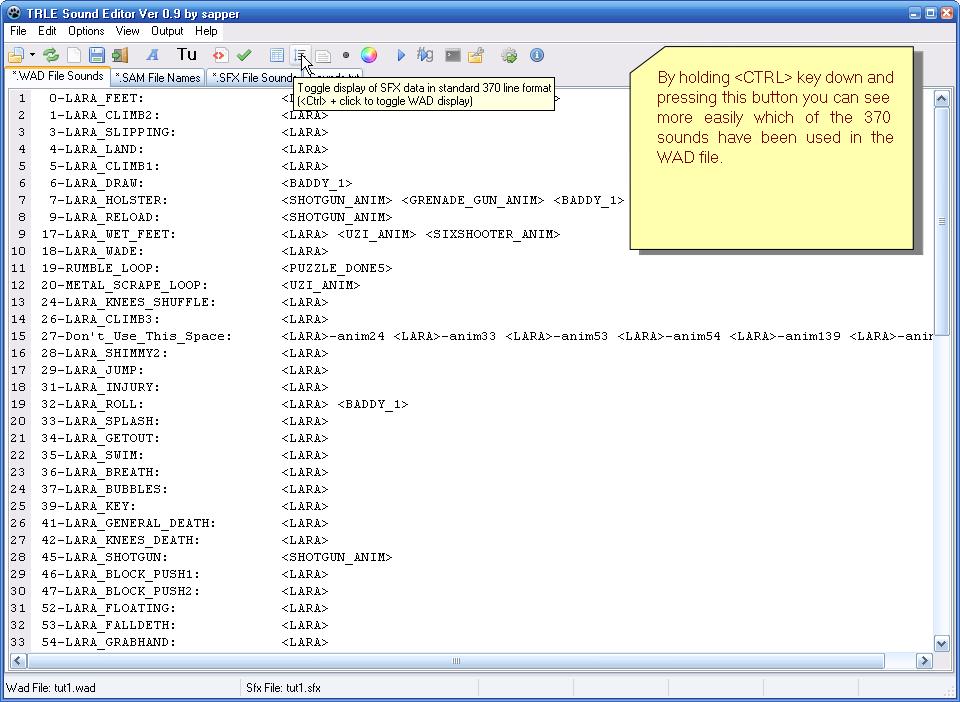 TRLE Sound Editor Ver 0.9 by sapper
File Edit Options View Output Help
A Tu
*.WAD File Sounds *.SAM File Names *.SFX File Sounds Sounds.txt
Toggle display of SFX data in standard 370 line format
(<Ctrl> + click to toggle WAD display)
By holding <CTRL> key down and
pressing this button you can see
more easily which of the 370
sounds have been used in the
WAD file.
1 0-LARA_FEET: >
2 1-LARA_CLIMB2: <LARA>
3 3-LARA_SLIPPING: <LARA>
4 4-LARA_LAND: <LARA>
5 5-LARA_CLIMB1: <LARA>
6 6-LARA_DRAW: <BADDY_1>
7 7-LARA_HOLSTER: <SHOTGUN_ANIM> <GRENADE_GUN_ANIM> <BADDY_1>
8 9-LARA_RELOAD: <SHOTGUN_ANIM>
9 17-LARA_WET_FEET: <LARA> <UZI_ANIM> <SIXSHOOTER_ANIM>
10 18-LARA_WADE: <LARA>
11 19-RUMBLE_LOOP: <PUZZLE_DONE5>
12 20-METAL_SCRAPE_LOOP: <UZI_ANIM>
13 24-LARA_KNEES_SHUFFLE: <LARA>
14 26-LARA_CLIMB3: <LARA>
15 27-Don't_Use_This_Space: <LARA>-anim24 <LARA>-anim33 <LARA>-anim53 <LARA>-anim54 <LARA>-anim139 <LARA>-anim
16 28-LARA_SHIMMY2: <LARA>
17 29-LARA_JUMP: <LARA>
18 31-LARA_INJURY: <LARA>
19 32-LARA_ROLL: <LARA> <BADDY_1>
20 33-LARA_SPLASH: <LARA>
21 34-LARA_GETOUT: <LARA>
22 35-LARA_SWIM: <LARA>
23 36-LARA_BREATH: <LARA>
24 37-LARA_BUBBLES: <LARA>
25 39-LARA_KEY: <LARA>
26 41-LARA_GENERAL_DEATH: <LARA>
27 42-LARA_KNEES_DEATH: <LARA>
28 45-LARA_SHOTGUN: <SHOTGUN_ANIM>
29 46-LARA_BLOCK_PUSH1: <LARA>
30 47-LARA_BLOCK_PUSH2: <LARA>
31 52-LARA_FLOATING: <LARA>
32 53-LARA_FALLDETH: <LARA>
33 54-LARA_GRABHAND: <LARA>
Wad File: tut1.wad Sfx File: tut1.sfx